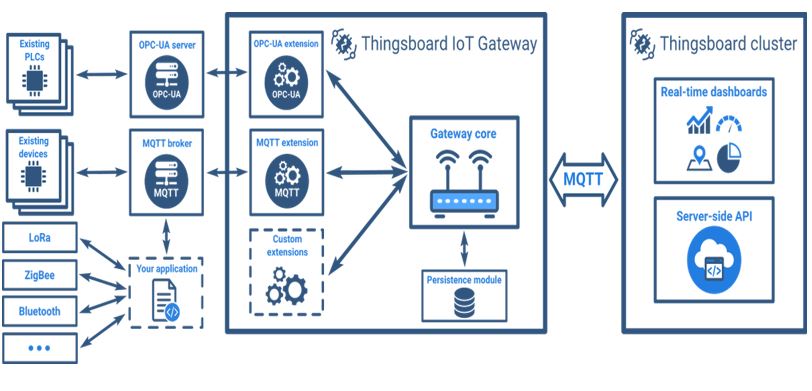 Existing
PLCs
OPC-UA server
OPC-UA
OPC-UA extension
OPC-UA
Thingsboard IoT Gateway
Thingsboard cluster
Existing
devices
MQTT broker
MQTT
MQTT extension
MQTT
Gateway core
MQTT
Real-time dashboards
Server-side API
LoRa
ZigBee
Bluetooth
Your application
Custom
extensions
Persistence module